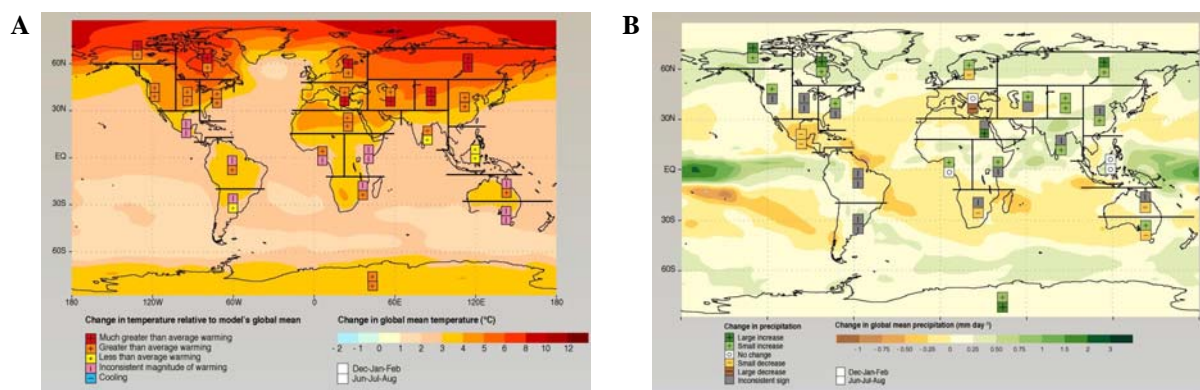 A
60N
30N
EQ
30S
60S
180 120W 60W 0 60E 120E 180
Change in temperature relative to model's global mean
Much greater than average warming
Greater than average warming
Less than average warming
Inconsistent magnitude of warming
Cooling
Change in global mean temperature (°C)
- 2 - 1 0 1 2 3 4 5 6 8 10 12
Dec-Jan-Feb
Jun-Jul-Aug
B
60N
30N
EQ
30S
60S
Change in precipitation
Large increase
Small increase
No change
Small decrease
Large decrease
Inconsistent sign
Change in global mean precipitation (mm day⁻¹)
- 1 - 0.75 - 0.50 - 0.25 0 0.25 0.5 0.75 1 2 3
Dec-Jan-Feb
Jun-Jul-Aug